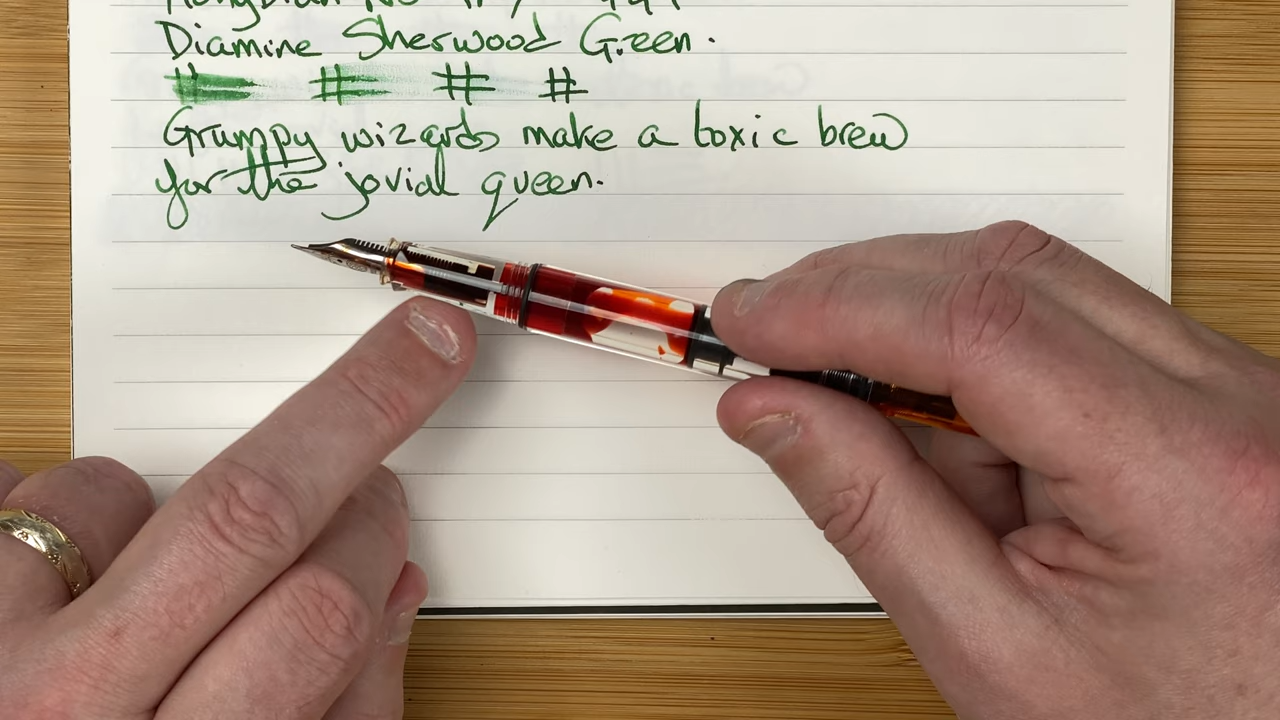 Diamine Sherwood Green.
# # # #
Grumpy wizards make a toxic brew
for the jovial queen.